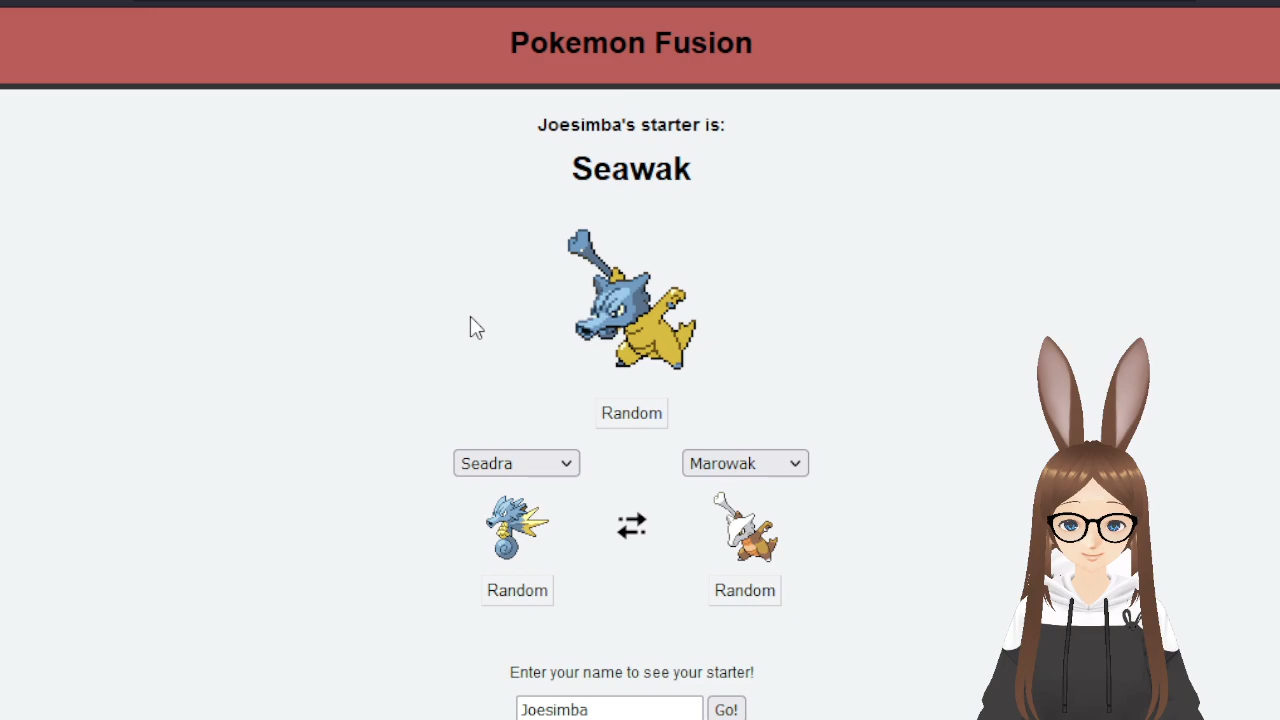 Pokemon Fusion
Joesimba's starter is:
Seawak
Random
Seadra
Marowak
Random
Random
Enter your name to see your starter!
Joesimba
Go!